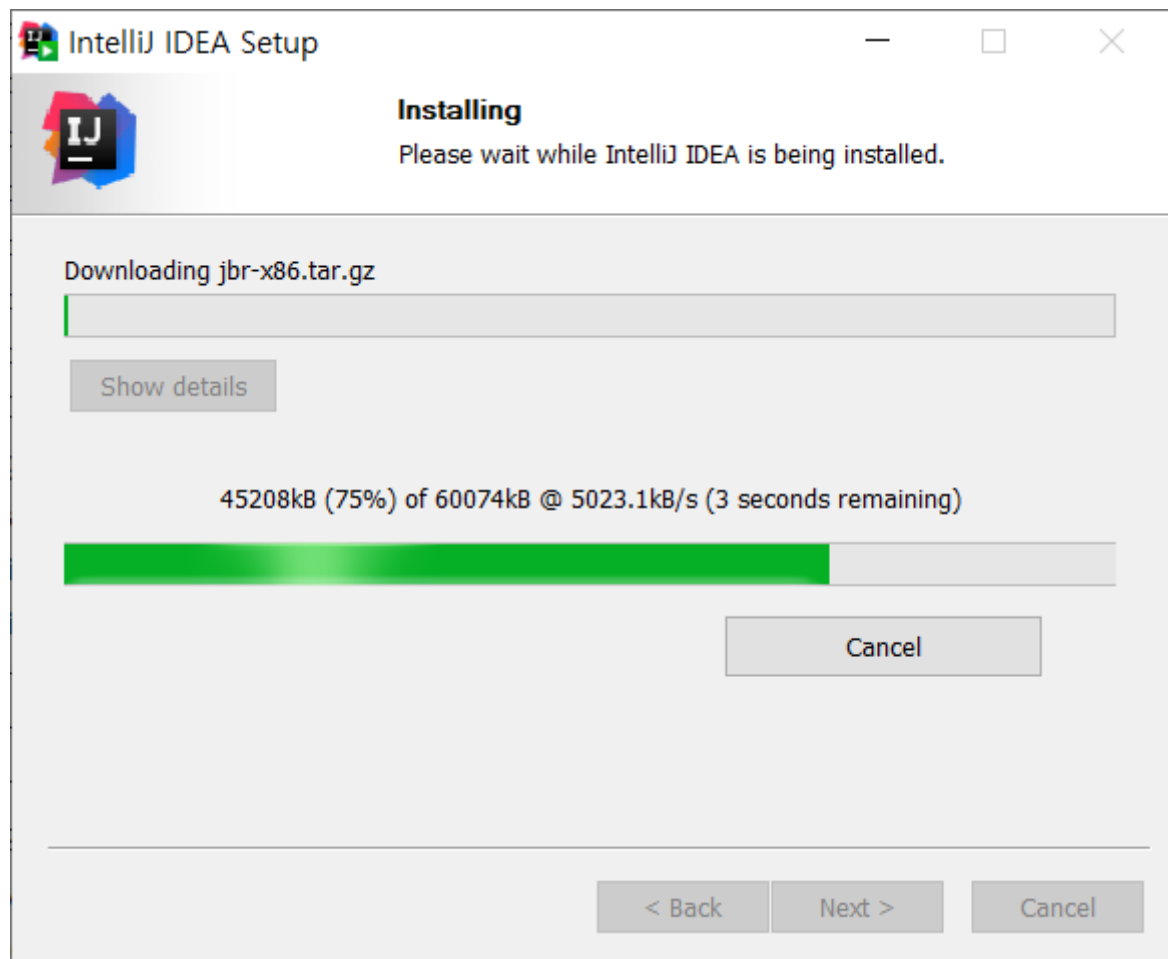 IntelliJ IDEA Setup
IJ
Installing
Please wait while IntelliJ IDEA is being installed.
Downloading jbr-x86.tar.gz
Show details
45208kB (75%) of 60074kB @ 5023.1kB/s (3 seconds remaining)
Cancel
< Back
Next >
Cancel